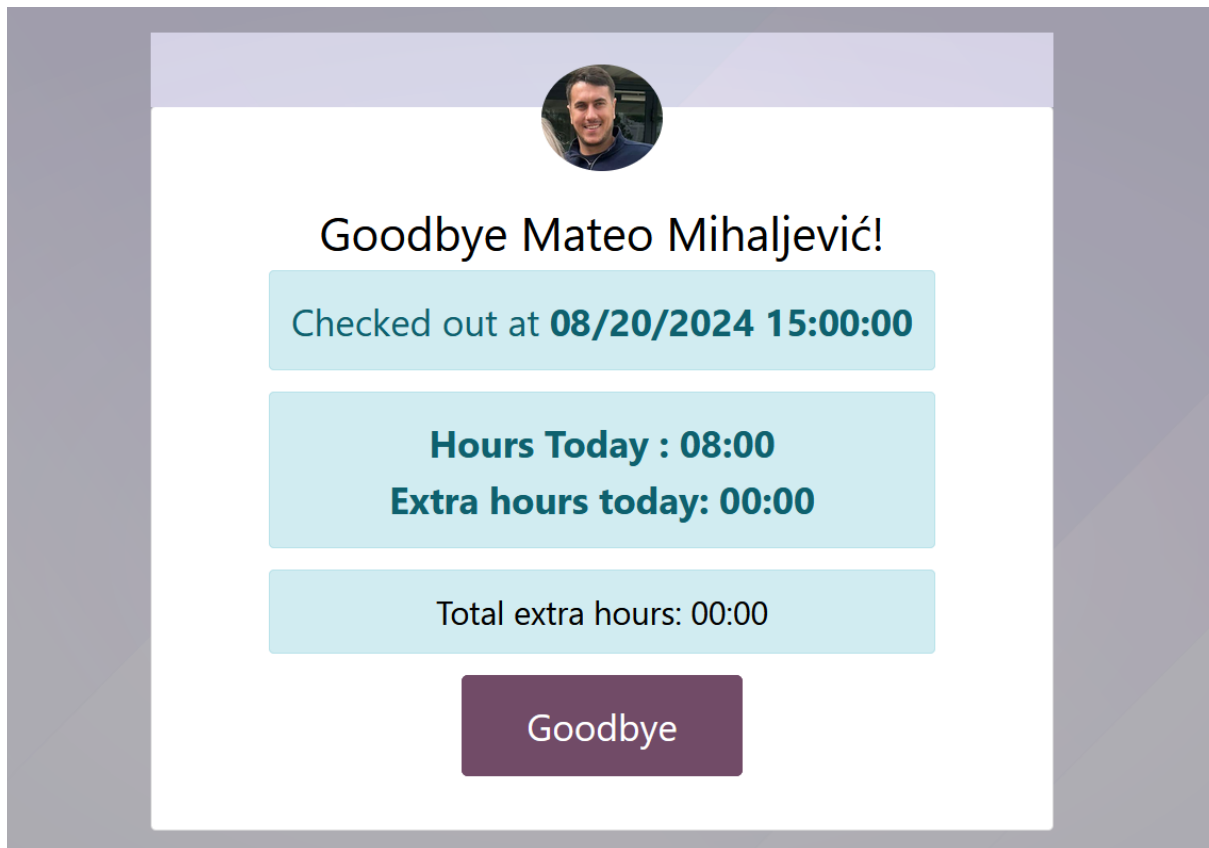 Goodbye Mateo Mihaljević!
Checked out at 08/20/2024 15:00:00
Hours Today : 08:00
Extra hours today: 00:00
Total extra hours: 00:00
Goodbye